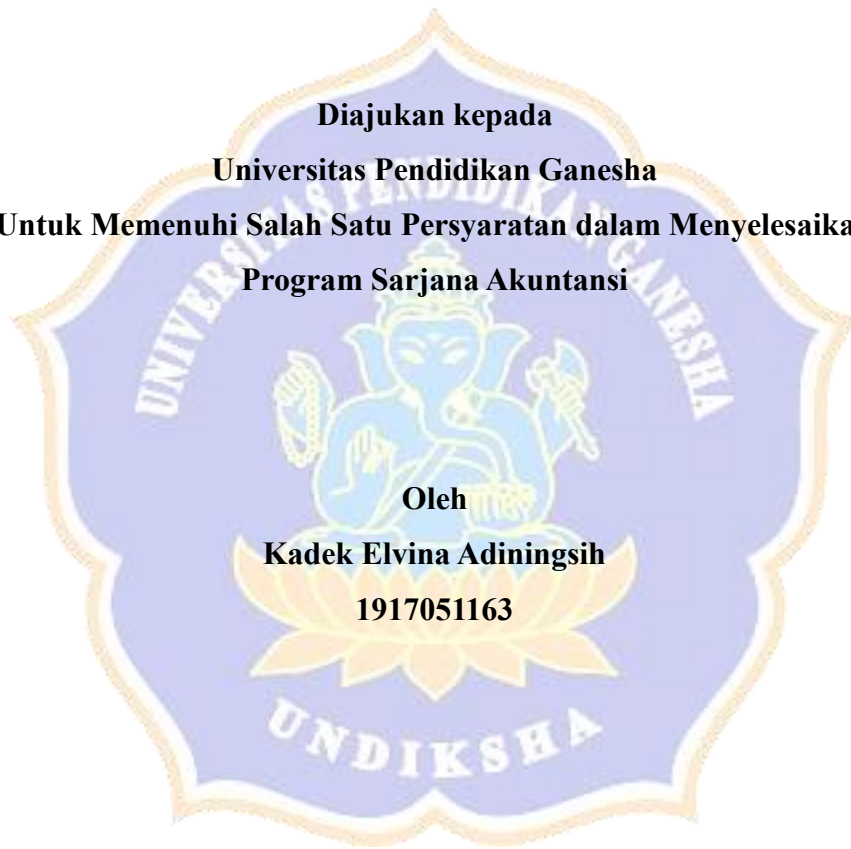 Diajukan kepada
Universitas Pendidikan Ganesha
Untuk Memenuhi Salah Satu Persyaratan dalam Menyelesaika
Program Sarjana Akuntansi
UNIVERSITAS PENDIDIKAN GANESHA
Oleh
Kadek Elvina Adiningsih
1917051163
UNDIKSHA